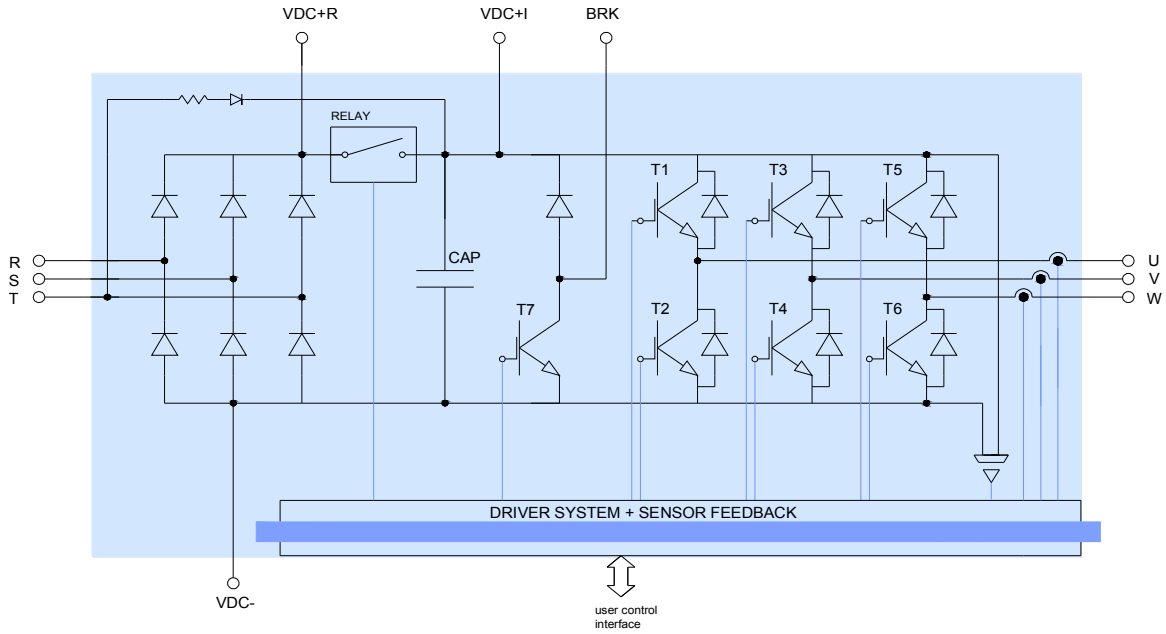 VDC+R
VDC+I
BRK
RELAY
T1
T3
T5
R
S
T
CAP
U
V
W
T7
T2
T4
T6
DRIVER SYSTEM + SENSOR FEEDBACK
VDC-
user control
interface